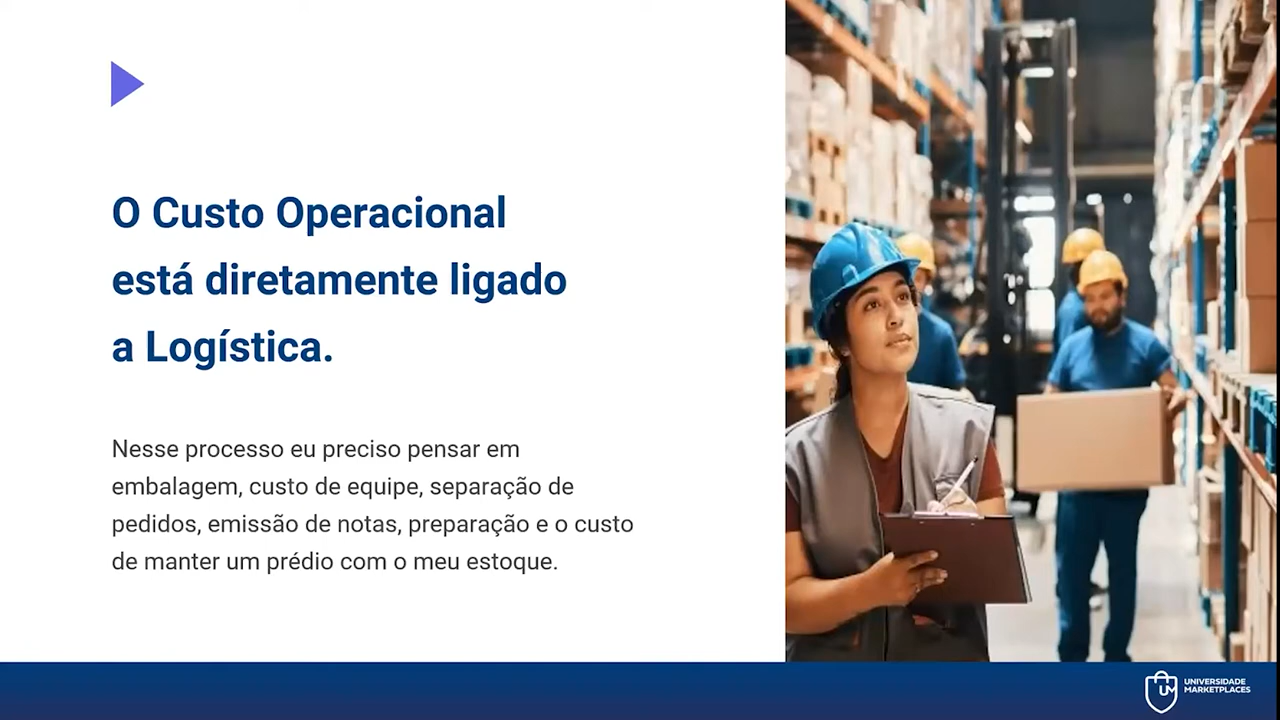 O Custo Operacional
está diretamente ligado
a Logística.
Nesse processo eu preciso pensar em
embalagem, custo de equipe, separação de
pedidos, emissão de notas, preparação e o custo
de manter um prédio com o meu estoque.
UM
UNIVERSIDADE
MARKETPLACES